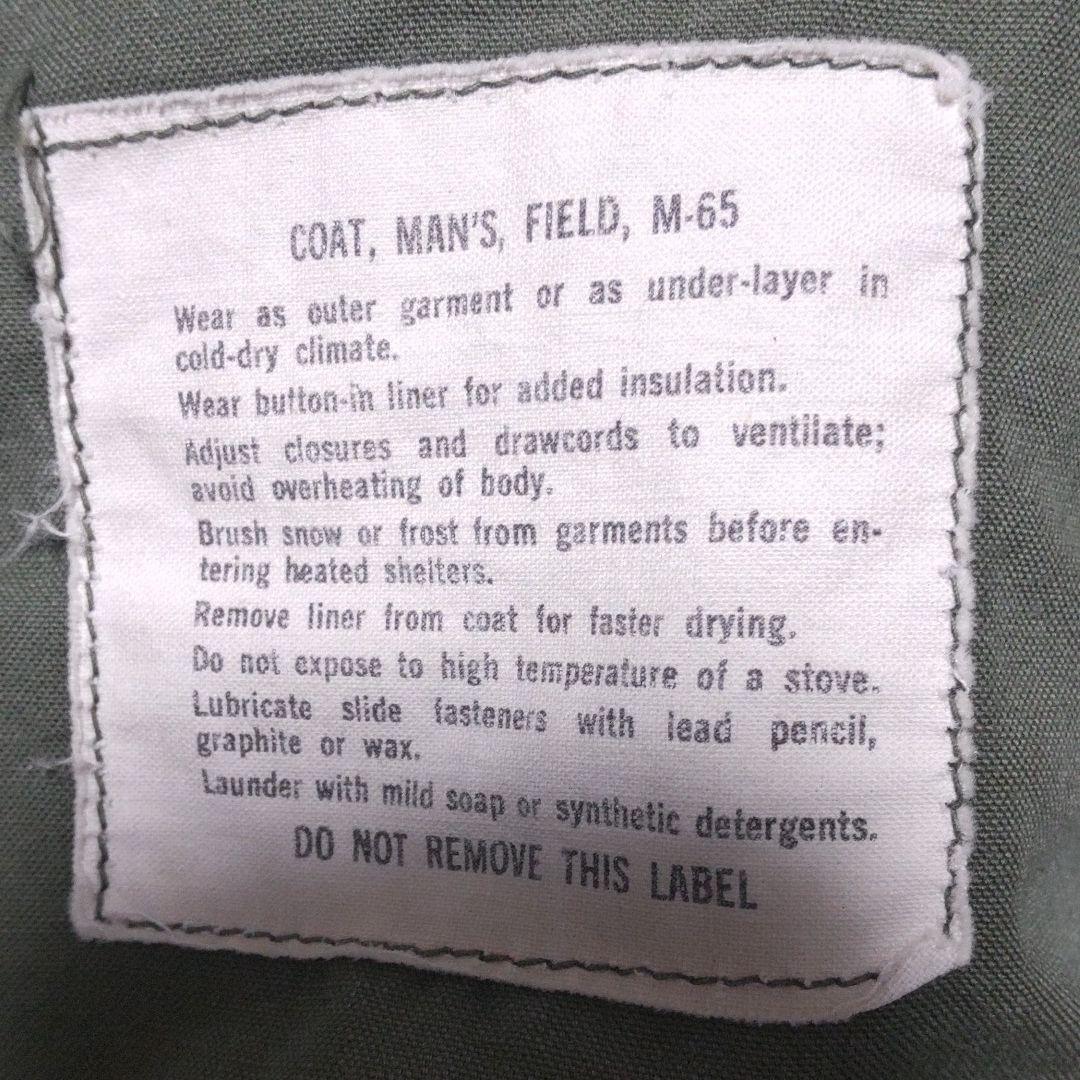 COAT, MAN'S, FIELD, M-65
Wear as outer garment or as under-layer in
cold-dry climate.
Wear button-in liner for added insulation.
Adjust closures and drawcords to ventilate;
avoid overheating of body.
Brush snow or frost from garments before en-
tering heated shelters.
Remove liner from coat for faster drying.
Do not expose to high temperature of a stove.
Lubricate slide fasteners with lead pencil,
graphite or wax.
Launder with mild soap or synthetic detergents.
DO NOT REMOVE THIS LABEL